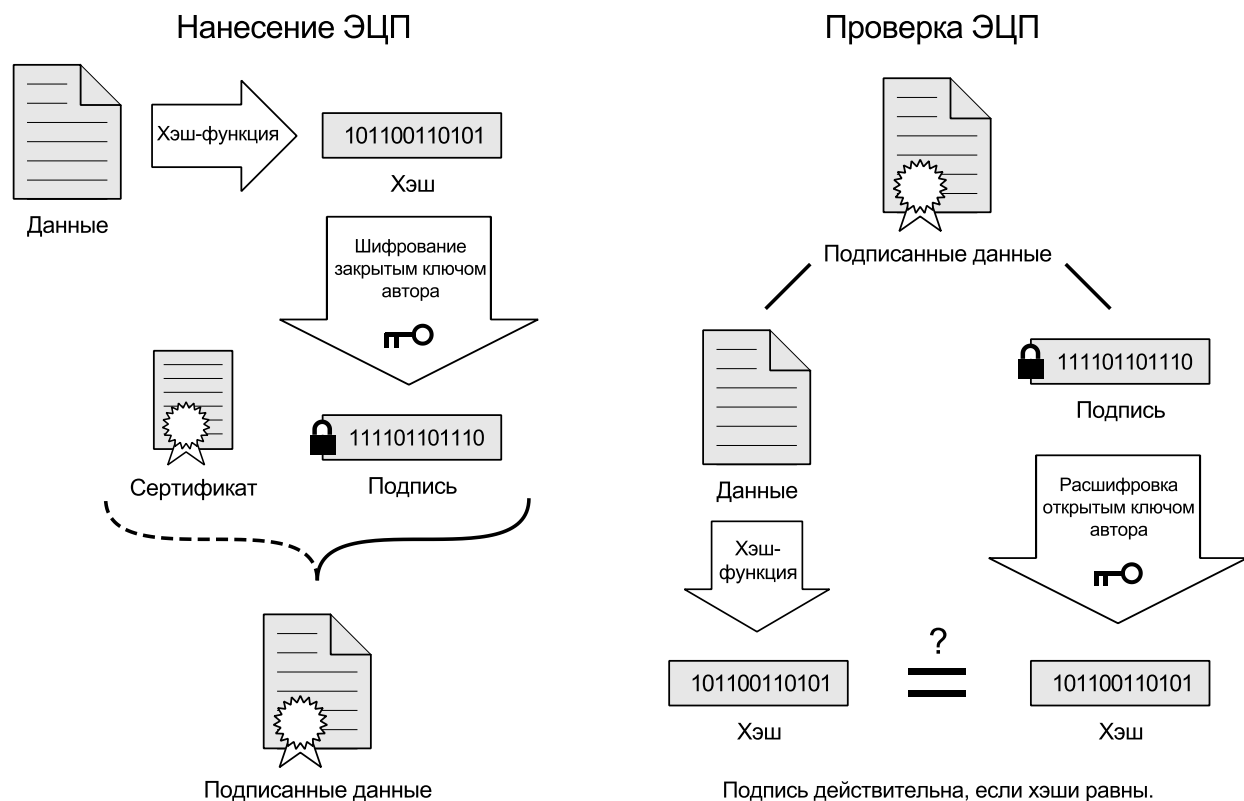 Нанесение ЭЦП
Хэш-функция
101100110101
Хэш
Данные
Шифрование
закрытым ключом
автора
111101101110
Сертификат
Подпись
Подписанные данные
Проверка ЭЦП
Подписанные данные
111101101110
Подпись
Данные
Расшифровка
открытым ключом
автора
Хэш-
функция
?
=
101100110101
101100110101
Хэш
Хэш
Подпись действительна, если хэши равны.